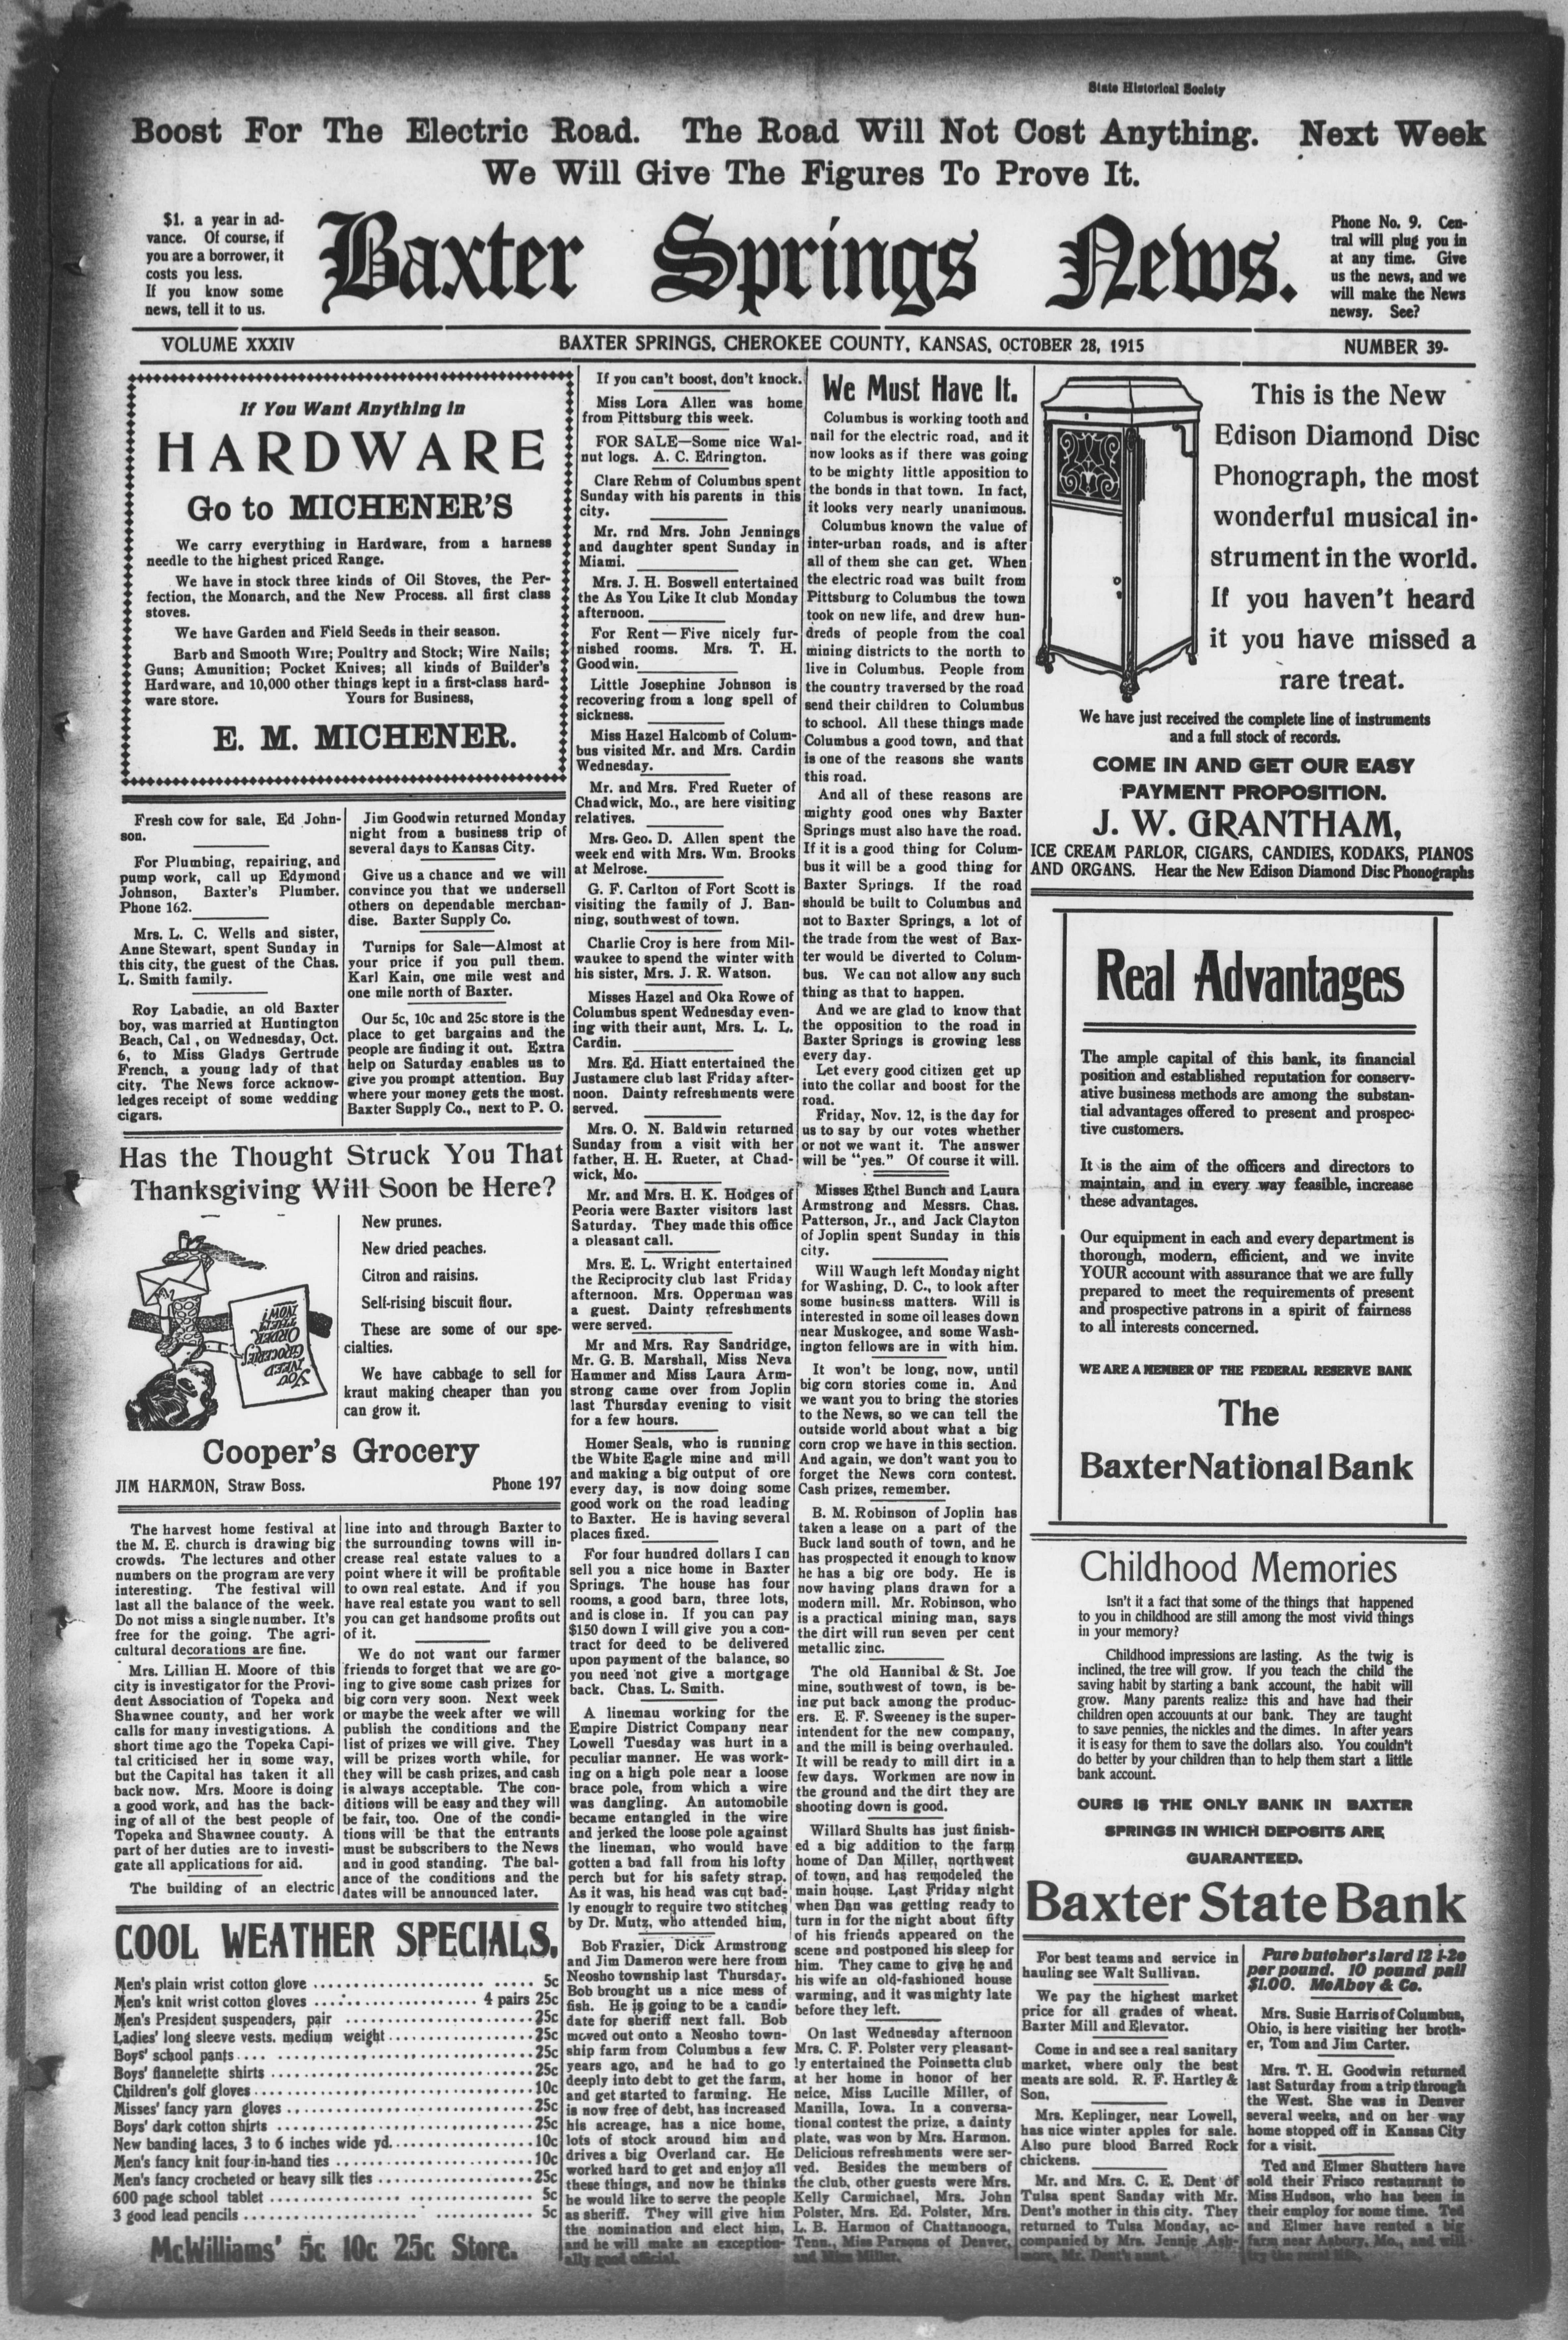 State Historical Society
Boost For The Electric Road. The Road Will Not Cost Anything. Next Week
We Will Give The Figures To Prove It.
$1. a year in ad-
vance. Of course, if
you are a borrower, it
costs you less.
If you know some
news, tell it to us.
Baxter Springs News.
Phone No. 9. Cen-
tral will plug you in
at any time. Give
us the news, and we
will make the News
newsy. See?
VOLUME XXXIV
BAXTER SPRINGS, CHEROKEE COUNTY, KANSAS, OCTOBER 28, 1915
NUMBER 39-
If You Want Anything in
HARDWARE
Go to MICHENER'S
We carry everything in Hardware, from a harness
needle to the highest priced Range.
We have in stock three kinds of Oil Stoves, the Per-
fection, the Monarch, and the New Process. all first class
stoves.
We have Garden and Field Seeds in their season.
Barb and Smooth Wire; Poultry and Stock; Wire Nails;
Guns; Amunition; Pocket Knives; all kinds of Builder's
Hardware, and 10,000 other things kept in a first-class hard-
ware store. Yours for Business,
E. M. MICHENER.
Fresh cow for sale, Ed John-
son.
For Plumbing, repairing, and
pump work, call up Edymond
Johnson, Baxter's Plumber.
Phone 162.
Mrs. L. C. Wells and sister,
Anne Stewart, spent Sunday in
this city, the guest of the Chas.
L. Smith family.
Roy Labadie, an old Baxter
boy, was married at Huntington
Beach, Cal , on Wednesday, Oct.
6, to Miss Gladys Gertrude
French, a young lady of that
city. The News force acknow-
ledges receipt of some wedding
cigars.
Jim Goodwin returned Monday
night from a business trip of
several days to Kansas City.
Give us a chance and we will
convince you that we undersell
others on dependable merchan-
dise. Baxter Supply Co.
Turnips for Sale—Almost at
your price if you pull them.
Karl Kain, one mile west and
one mile north of Baxter.
Our 5c, 10c and 25c store is the
place to get bargains and the
people are finding it out. Extra
help on Saturday enables us to
give you prompt attention. Buy
where your money gets the most.
Baxter Supply Co., next to P. O.
Has the Thought Struck You That
Thanksgiving Will Soon be Here?
YOU
NEED
GROCERIES
ORDER
THEM
NOW!
New prunes.
New dried peaches.
Citron and raisins.
Self-rising biscuit flour.
These are some of our spe-
cialties.
We have cabbage to sell for
kraut making cheaper than you
can grow it.
Cooper's Grocery
JIM HARMON, Straw Boss. Phone 197
The harvest home festival at
the M. E. church is drawing big
crowds. The lectures and other
numbers on the program are very
interesting. The festival will
last all the balance of the week.
Do not miss a single number. It's
free for the going. The agri-
cultural decorations are fine.
Mrs. Lillian H. Moore of this
city is investigator for the Provi-
dent Association of Topeka and
Shawnee county, and her work
calls for many investigations. A
short time ago the Topeka Capi-
tal criticised her in some way,
but the Capital has taken it all
back now. Mrs. Moore is doing
a good work, and has the back-
ing of all of the best people of
Topeka and Shawnee county. A
part of her duties are to investi-
gate all applications for aid.
The building of an electric
line into and through Baxter to
the surrounding towns will in-
crease real estate values to a
point where it will be profitable
to own real estate. And if you
have real estate you want to sell
you can get handsome profits out
of it.
We do not want our farmer
friends to forget that we are go-
ing to give some cash prizes for
big corn very soon. Next week
or maybe the week after we will
publish the conditions and the
list of prizes we will give. They
will be prizes worth while, for
they will be cash prizes, and cash
is always acceptable. The con-
ditions will be easy and they will
be fair, too. One of the condi-
tions will be that the entrants
must be subscribers to the News
and in good standing. The bal-
ance of the conditions and the
dates will be announced later.
COOL WEATHER SPECIALS.
Men's plain wrist cotton glove ..... 5c
Men's knit wrist cotton gloves ..... 4 pairs 25c
Men's President suspenders, pair ..... 25c
Ladies' long sleeve vests. medium weight ..... 25c
Boys' school pants ..... 25c
Boys' flannelette shirts ..... 25c
Children's golf gloves ..... 10c
Misses' fancy yarn gloves ..... 25c
Boys' dark cotton shirts ..... 25c
New banding laces, 3 to 6 inches wide yd. ..... 10c
Men's fancy knit four-in-hand ties ..... 10c
Men's fancy crocheted or heavy silk ties ..... 25c
600 page school tablet ..... 5c
3 good lead pencils ..... 5c
McWilliams' 5c 10c 25c Store.
If you can't boost, don't knock.
Miss Lora Allen was home
from Pittsburg this week.
FOR SALE—Some nice Wal-
nut logs. A. C. Edrington.
Clare Rehm of Columbus spent
Sunday with his parents in this
city.
Mr. rnd Mrs. John Jennings
and daughter spent Sunday in
Miami.
Mrs. J. H. Boswell entertained
the As You Like It club Monday
afternoon.
For Rent — Five nicely fur-
nished rooms. Mrs. T. H.
Goodwin.
Little Josephine Johnson is
recovering from a long spell of
sickness.
Miss Hazel Halcomb of Colum-
bus visited Mr. and Mrs. Cardin
Wednesday.
Mr. and Mrs. Fred Rueter of
Chadwick, Mo., are here visiting
relatives.
Mrs. Geo. D. Allen spent the
week end with Mrs. Wm. Brooks
at Melrose.
G. F. Carlton of Fort Scott is
visiting the family of J. Ban-
ning, southwest of town.
Charlie Croy is here from Mil-
waukee to spend the winter with
his sister, Mrs. J. R. Watson.
Misses Hazel and Oka Rowe of
Columbus spent Wednesday even-
ing with their aunt, Mrs. L. L.
Cardin.
Mrs. Ed. Hiatt entertained the
Justamere club last Friday after-
noon. Dainty refreshments were
served.
Mrs. O. N. Baldwin returned
Sunday from a visit with her
father, H. H. Rueter, at Chad-
wick, Mo.
Mr. and Mrs. H. K. Hodges of
Peoria were Baxter visitors last
Saturday. They made this office
a pleasant call.
Mrs. E. L. Wright entertained
the Reciprocity club last Friday
afternoon. Mrs. Opperman was
a guest. Dainty refreshments
were served.
Mr and Mrs. Ray Sandridge,
Mr. G. B. Marshall, Miss Neva
Hammer and Miss Laura Arm-
strong came over from Joplin
last Thursday evening to visit
for a few hours.
Homer Seals, who is running
the White Eagle mine and mill
and making a big output of ore
every day, is now doing some
good work on the road leading
to Baxter. He is having several
places fixed.
For four hundred dollars I can
sell you a nice home in Baxter
Springs. The house has four
rooms, a good barn, three lots,
and is close in. If you can pay
$150 down I will give you a con-
tract for deed to be delivered
upon payment of the balance, so
you need not give a mortgage
back. Chas. L. Smith.
A lineman working for the
Empire District Company near
Lowell Tuesday was hurt in a
peculiar manner. He was work-
ing on a high pole near a loose
brace pole, from which a wire
was dangling. An automobile
became entangled in the wire
and jerked the loose pole against
the lineman, who would have
gotten a bad fall from his lofty
perch but for his safety strap.
As it was, his head was cut bad-
ly enough to require two stitches
by Dr. Mutz, who attended him,
Bob Frazier, Dick Armstrong
and Jim Dameron were here from
Neosho township last Thursday.
Bob brought us a nice mess of
fish. He is going to be a candi-
date for sheriff next fall. Bob
moved out onto a Neosho town-
ship farm from Columbus a few
years ago, and he had to go
deeply into debt to get the farm,
and get started to farming. He
is now free of debt, has increased
his acreage, has a nice home,
lots of stock around him and
drives a big Overland car. He
worked hard to get and enjoy all
these things, and now he thinks
he would like to serve the people
as sheriff. They will give him
the nomination and elect him,
and he will make an exception-
ally good official.
We Must Have It.
Columbus is working tooth and
nail for the electric road, and it
now looks as if there was going
to be mighty little apposition to
the bonds in that town. In fact,
it looks very nearly unanimous.
Columbus known the value of
inter-urban roads, and is after
all of them she can get. When
the electric road was built from
Pittsburg to Columbus the town
took on new life, and drew hun-
dreds of people from the coal
mining districts to the north to
live in Columbus. People from
the country traversed by the road
send their children to Columbus
to school. All these things made
Columbus a good town, and that
is one of the reasons she wants
this road.
And all of these reasons are
mighty good ones why Baxter
Springs must also have the road.
If it is a good thing for Colum-
bus it will be a good thing for
Baxter Springs. If the road
should be built to Columbus and
not to Baxter Springs, a lot of
the trade from the west of Bax-
ter would be diverted to Colum-
bus. We can not allow any such
thing as that to happen.
And we are glad to know that
the opposition to the road in
Baxter Springs is growing less
every day.
Let every good citizen get up
into the collar and boost for the
road.
Friday, Nov. 12, is the day for
us to say by our votes whether
or not we want it. The answer
will be "yes." Of course it will.
Misses Ethel Bunch and Laura
Armstrong and Messrs. Chas.
Patterson, Jr., and Jack Clayton
of Joplin spent Sunday in this
city.
Will Waugh left Monday night
for Washing, D. C., to look after
some business matters. Will is
interested in some oil leases down
near Muskogee, and some Wash-
ington fellows are in with him.
It won't be long, now, until
big corn stories come in. And
we want you to bring the stories
to the News, so we can tell the
outside world about what a big
corn crop we have in this section.
And again, we don't want you to
forget the News corn contest.
Cash prizes, remember.
B. M. Robinson of Joplin has
taken a lease on a part of the
Buck land south of town, and he
has prospected it enough to know
he has a big ore body. He is
now having plans drawn for a
modern mill. Mr. Robinson, who
is a practical mining man, says
the dirt will run seven per cent
metallic zinc.
The old Hannibal & St. Joe
mine, southwest of town, is be-
ing put back among the produc-
ers. E. F. Sweeney is the super-
intendent for the new company,
and the mill is being overhauled.
It will be ready to mill dirt in a
few days. Workmen are now in
the ground and the dirt they are
shooting down is good.
Willard Shults has just finish-
ed a big addition to the farm
home of Dan Miller, northwest
of town, and has remodeled the
main house. Last Friday night
when Dan was getting ready to
turn in for the night about fifty
of his friends appeared on the
scene and postponed his sleep for
him. They came to give he and
his wife an old-fashioned house
warming, and it was mighty late
before they left.
On last Wednesday afternoon
Mrs. C. F. Polster very pleasant-
ly entertained the Poinsetta club
at her home in honor of her
neice, Miss Lucille Miller, of
Manilla, Iowa. In a conversa-
tional contest the prize, a dainty
plate, was won by Mrs. Harmon.
Delicious refreshments were ser-
ved. Besides the members of
the club, other guests were Mrs.
Kelly Carmichael, Mrs. John
Polster, Mrs. Ed. Polster, Mrs.
L. B. Harmon of Chattanooga,
Tenn., Miss Parsons of Denver,
and Miss Miller.
This is the New
Edison Diamond Disc
Phonograph, the most
wonderful musical in-
strument in the world.
If you haven't heard
it you have missed a
rare treat.
We have just received the complete line of instruments
and a full stock of records.
COME IN AND GET OUR EASY
PAYMENT PROPOSITION.
J. W. GRANTHAM,
ICE CREAM PARLOR, CIGARS, CANDIES, KODAKS, PIANOS
AND ORGANS. Hear the New Edison Diamond Disc Phonographs
Real Advantages
The ample capital of this bank, its financial
position and established reputation for conserv-
ative business methods are among the substan-
tial advantages offered to present and prospec-
tive customers.
It is the aim of the officers and directors to
maintain, and in every way feasible, increase
these advantages.
Our equipment in each and every department is
thorough, modern, efficient, and we invite
YOUR account with assurance that we are fully
prepared to meet the requirements of present
and prospective patrons in a spirit of fairness
to all interests concerned.
WE ARE A MEMBER OF THE FEDERAL RESERVE BANK
The
Baxter National Bank
Childhood Memories
Isn't it a fact that some of the things that happened
to you in childhood are still among the most vivid things
in your memory?
Childhood impressions are lasting. As the twig is
inclined, the tree will grow. If you teach the child the
saving habit by starting a bank account, the habit will
grow. Many parents realize this and have had their
children open accouunts at our bank. They are taught
to save pennies, the nickles and the dimes. In after years
it is easy for them to save the dollars also. You couldn't
do better by your children than to help them start a little
bank account.
OURS IS THE ONLY BANK IN BAXTER
SPRINGS IN WHICH DEPOSITS ARE
GUARANTEED.
Baxter State Bank
For best teams and service in
hauling see Walt Sullivan.
We pay the highest market
price for all grades of wheat.
Baxter Mill and Elevator.
Come in and see a real sanitary
market, where only the best
meats are sold. R. F. Hartley &
Son.
Mrs. Keplinger, near Lowell,
has nice winter apples for sale.
Also pure blood Barred Rock
chickens.
Mr. and Mrs. C. E. Dent of
Tulsa spent Sanday with Mr.
Dent's mother in this city. They
returned to Tulsa Monday, ac-
companied by Mrs. Jennie Ash-
more, Mr. Dent's aunt.
Pure butcher's lard 12 1-2c
per pound. 10 pound pail
$1.00. McAboy & Co.
Mrs. Susie Harris of Columbus,
Ohio, is here visiting her broth-
er, Tom and Jim Carter.
Mrs. T. H. Goodwin returned
last Saturday from a trip through
the West. She was in Denver
several weeks, and on her way
home stopped off in Kansas City
for a visit.
Ted and Elmer Shutters have
sold their Frisco restaurant to
Miss Hudson, who has been in
their employ for some time. Ted
and Elmer have rented a big
farm near Asbury, Mo., and will
try the rural life.